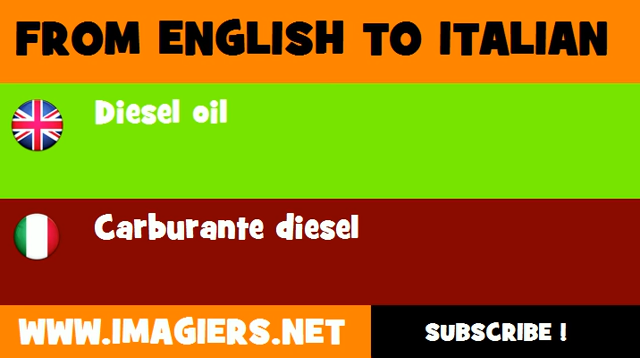 FROM ENGLISH TO ITALIAN
Diesel oil
Carburante diesel
WWW.IMAGIERS.NET
SUBSCRIBE !